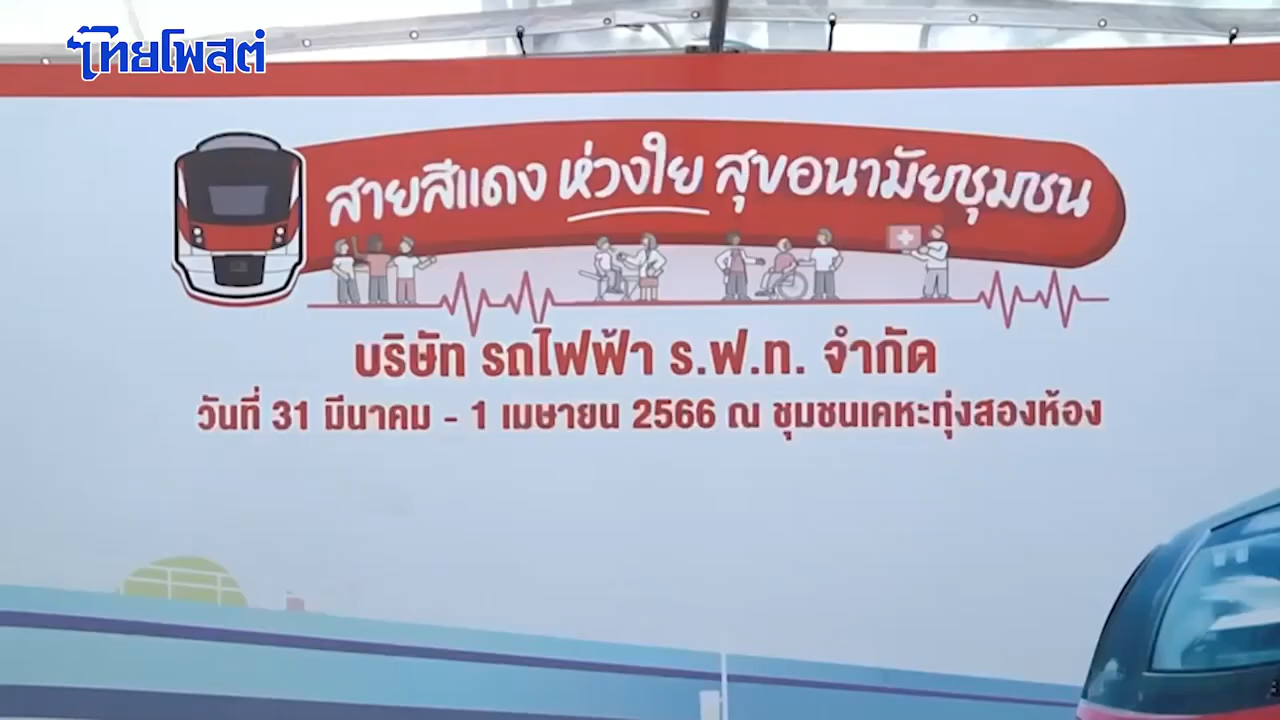 ไทยโพสต์
สายสีแดง ห่วงใย สุขอนามัยชุมชน
บริษัท รถไฟฟ้า ร.ฟ.ท. จำกัด
วันที่ 31 มีนาคม - 1 เมษายน 2566 ณ ชุมชนเคหะทุ่งสองห้อง